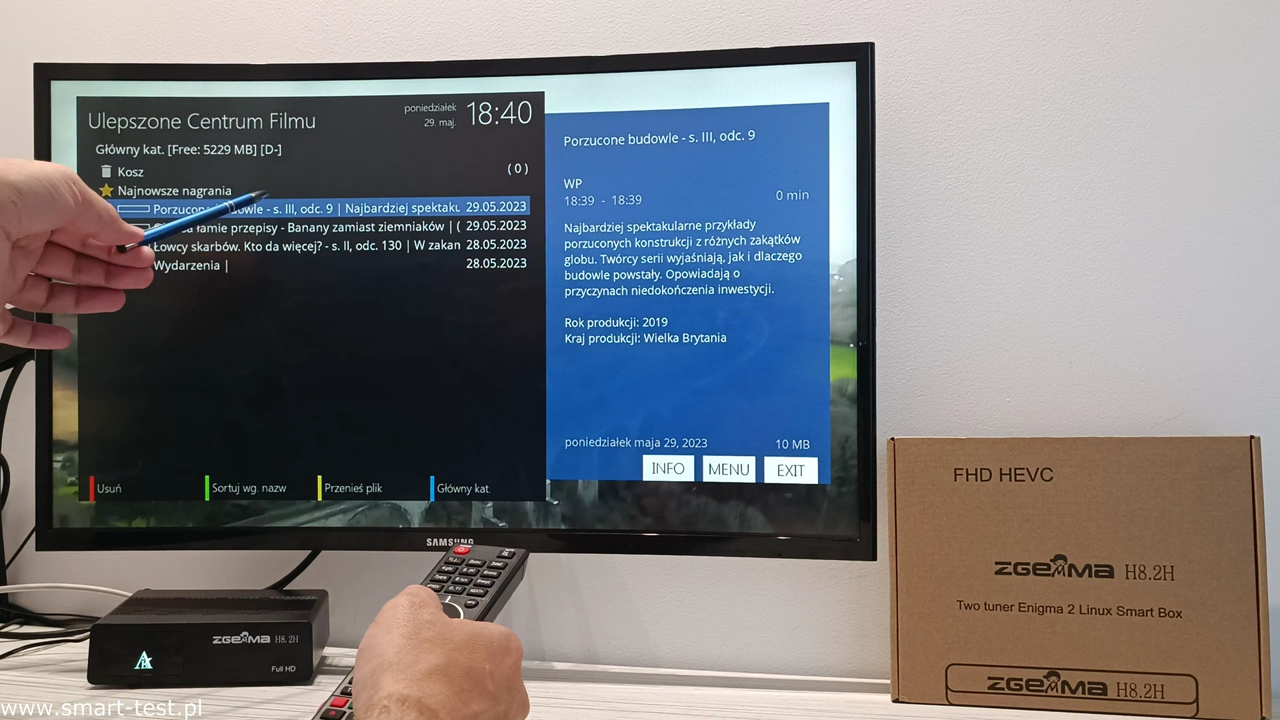 Ulepszone Centrum Filmu
poniedziałek
29. maj.
18:40
Główny kat. [Free: 5229 MB] [D-]
Kosz
( 0 )
Najnowsze nagrania
Porzucone budowle - s. III, odc. 9 | Najbardziej spektaku 29.05.2023
łamie przepisy - Banany zamiast ziemniaków | ( 29.05.2023
Łowcy skarbów. Kto da więcej? - s. II, odc. 130 | W zakan 28.05.2023
Wydarzenia | 28.05.2023
Usuń
Sortuj wg. nazw
Przenieś plik
Główny kat.
Porzucone budowle - s. III, odc. 9
WP
18:39 - 18:39
0 min
Najbardziej spektakularne przykłady
porzuconych konstrukcji z różnych zakątków
globu. Twórcy serii wyjaśniają, jak i dlaczego
budowle powstały. Opowiadają o
przyczynach niedokończenia inwestycji.
Rok produkcji: 2019
Kraj produkcji: Wielka Brytania
poniedziałek maja 29, 2023
10 MB
INFO
MENU
EXIT
SAMSUNG
ZGEMMA H8.2H
Full HD
FHD HEVC
ZGEMMA H8.2H
Two tuner Enigma 2 Linux Smart Box
ZGEMMA H8.2H
www.smart-test.pl